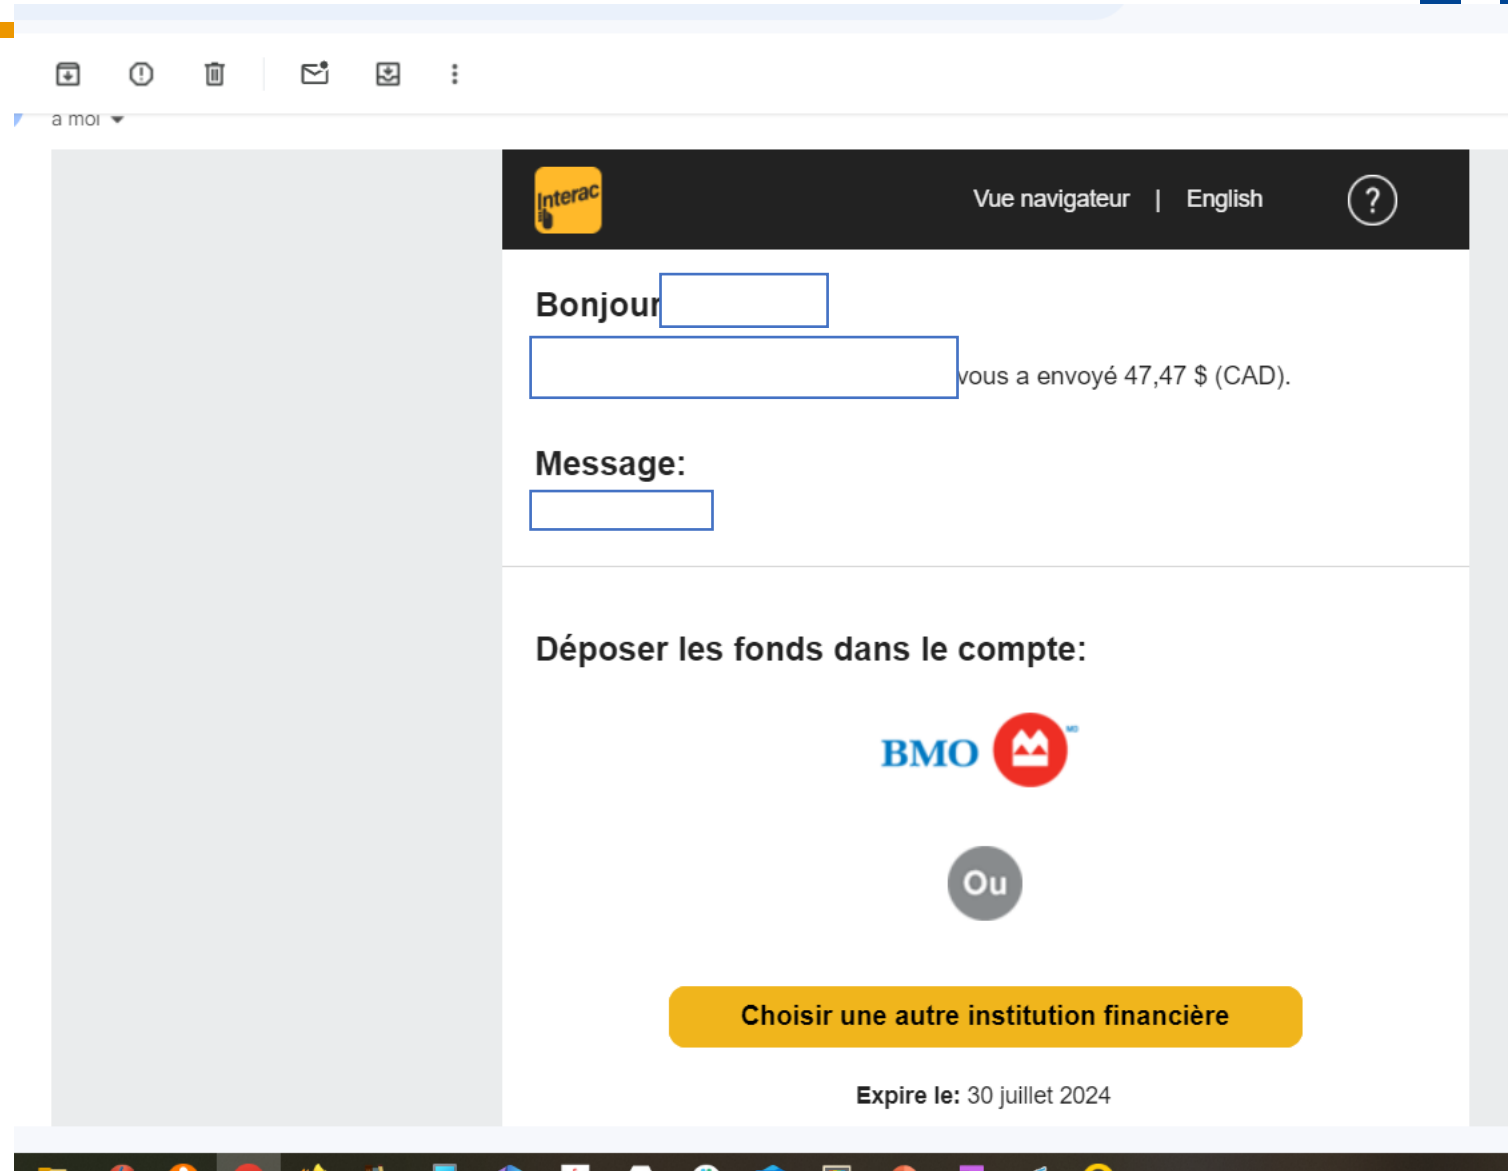 à moi
Interac
Vue navigateur | English ?
Bonjour
vous a envoyé 47,47 $ (CAD).
Message:
Déposer les fonds dans le compte:
BMO MD
Ou
Choisir une autre institution financière
Expire le: 30 juillet 2024